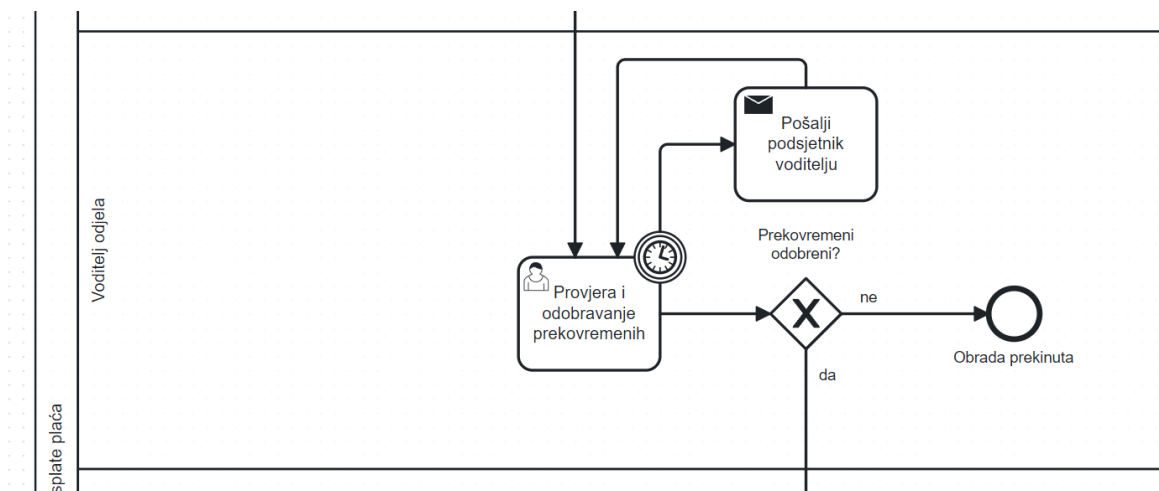 Pošalji
podsjetnik
voditelju
Prekovremeni
odobreni?
Voditelj odjela
Provjera i
odobravanje
prekovremenih
ne
Obrada prekinuta
da
splate plaća